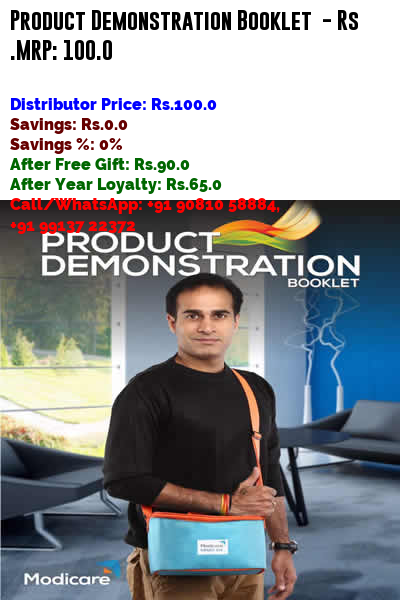 Product Demonstration Booklet - Rs
.MRP: 100.0
Distributor Price: Rs.100.0
Savings: Rs.0.0
Savings %: 0%
After Free Gift: Rs.90.0
After Year Loyalty: Rs.65.0
Call/WhatsApp: +91 90810 58884,
+91 99137 22372
PRODUCT
DEMONSTRATION
BOOKLET
Modicare
Modicare